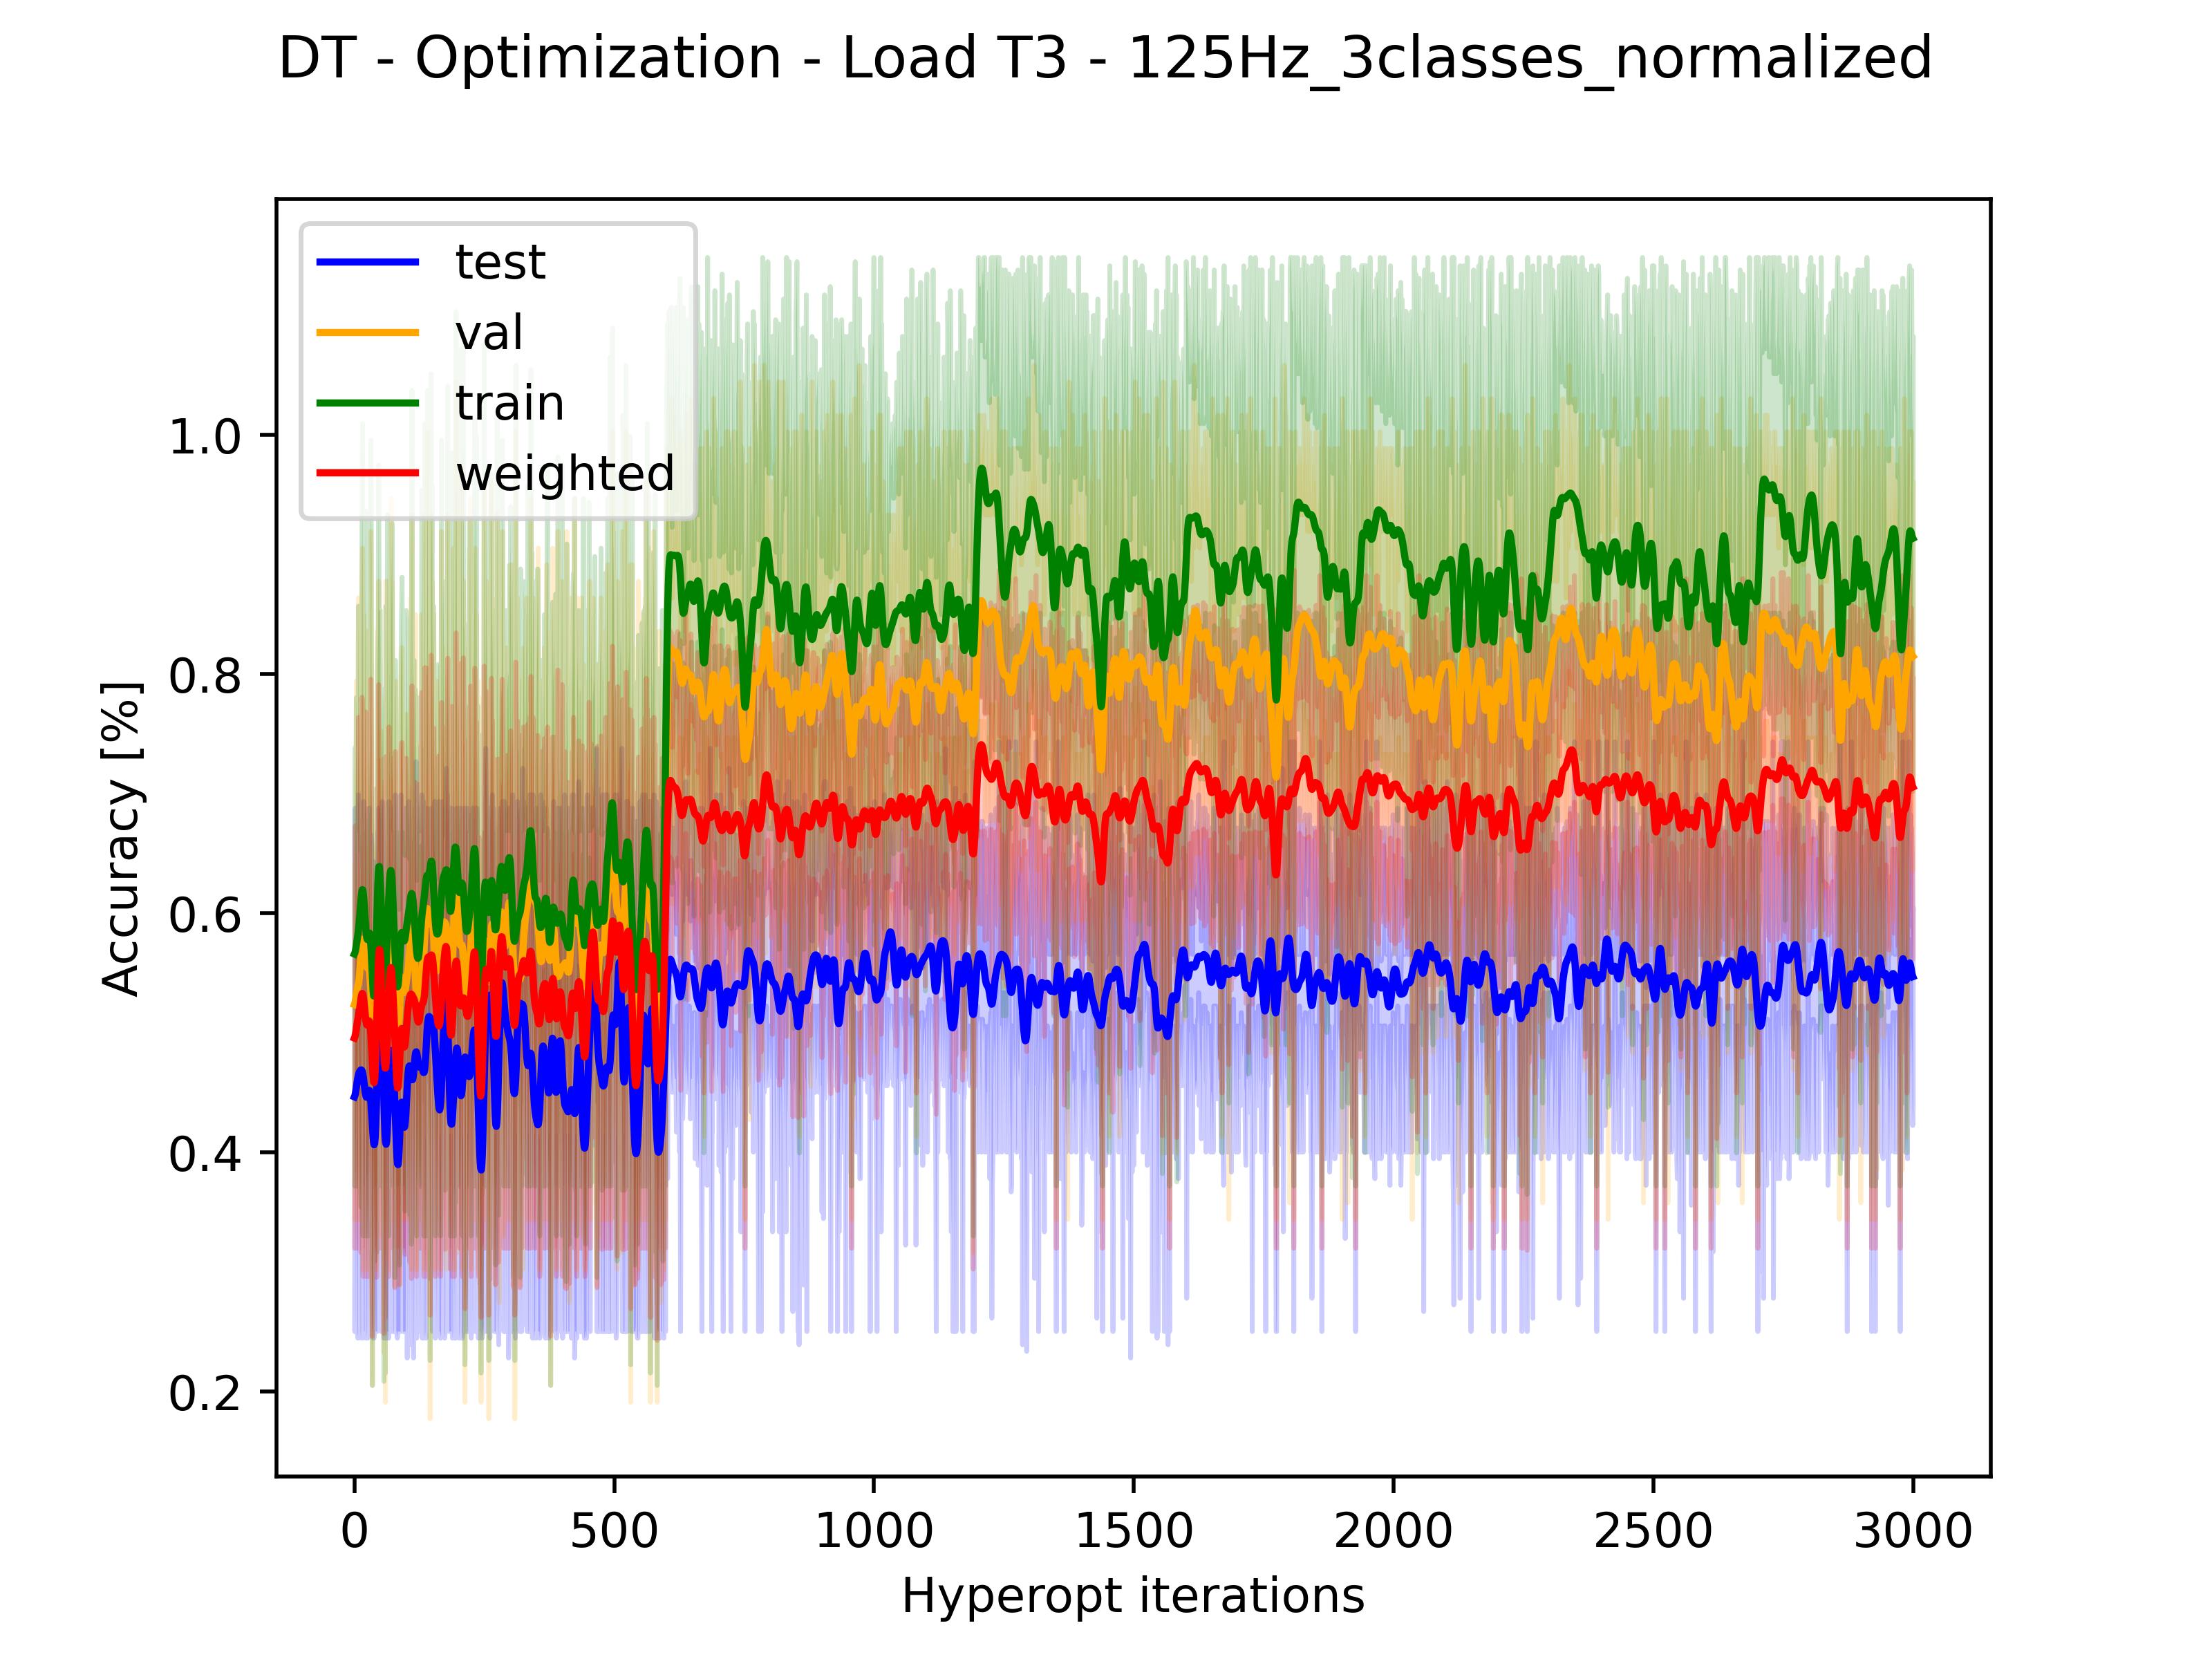 DT - Optimization - Load T3 - 125Hz_3classes_normalized
test
val
train
weighted
Accuracy [%]
1.0
0.8
0.6
0.4
0.2
0 500 1000 1500 2000 2500 3000
Hyperopt iterations